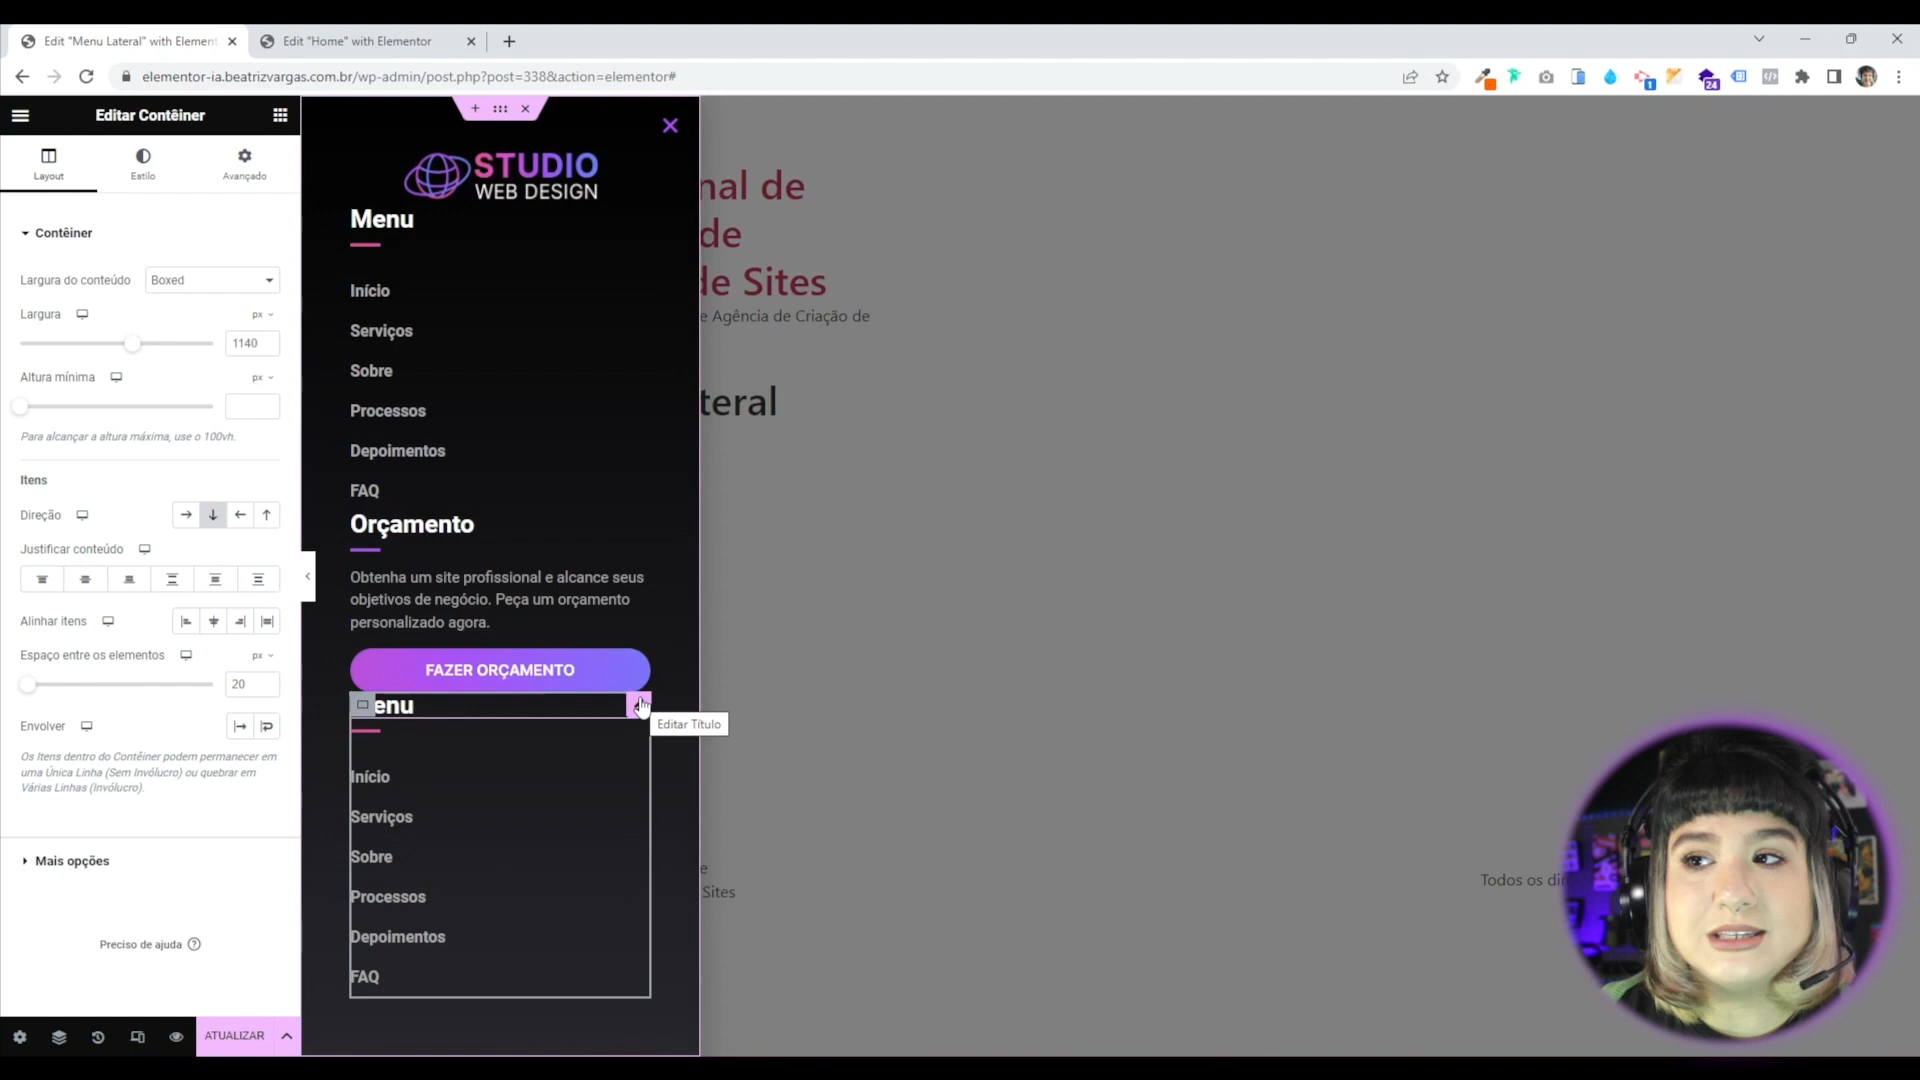 Edit "Menu Lateral" with Element
Edit "Home" with Elementor
elementor-ia.beatrizvargas.com.br/wp-admin/post.php?post=338&action=elementor#
1
24
Editar Contêiner
Layout
Estilo
Avançado
Contêiner
Largura do conteúdo
Boxed
Largura
px
1140
Altura mínima
px
Para alcançar a altura máxima, use o 100vh.
Itens
Direção
Justificar conteúdo
Alinhar itens
Espaço entre os elementos
px
20
Envolver
Os Itens dentro do Contêiner podem permanecer em
uma Única Linha (Sem Invólucro) ou quebrar em
Várias Linhas (Invólucro).
Mais opções
Preciso de ajuda
ATUALIZAR
STUDIO
WEB DESIGN
Menu
Início
Serviços
Sobre
Processos
Depoimentos
FAQ
Orçamento
Obtenha um site profissional e alcance seus
objetivos de negócio. Peça um orçamento
personalizado agora.
FAZER ORÇAMENTO
enu
Editar Título
Início
Serviços
Sobre
Processos
Depoimentos
FAQ
nal de
de
de Sites
e Agência de Criação de
teral
e
Sites
Todos os dir